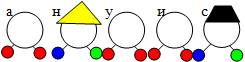 а н у и с